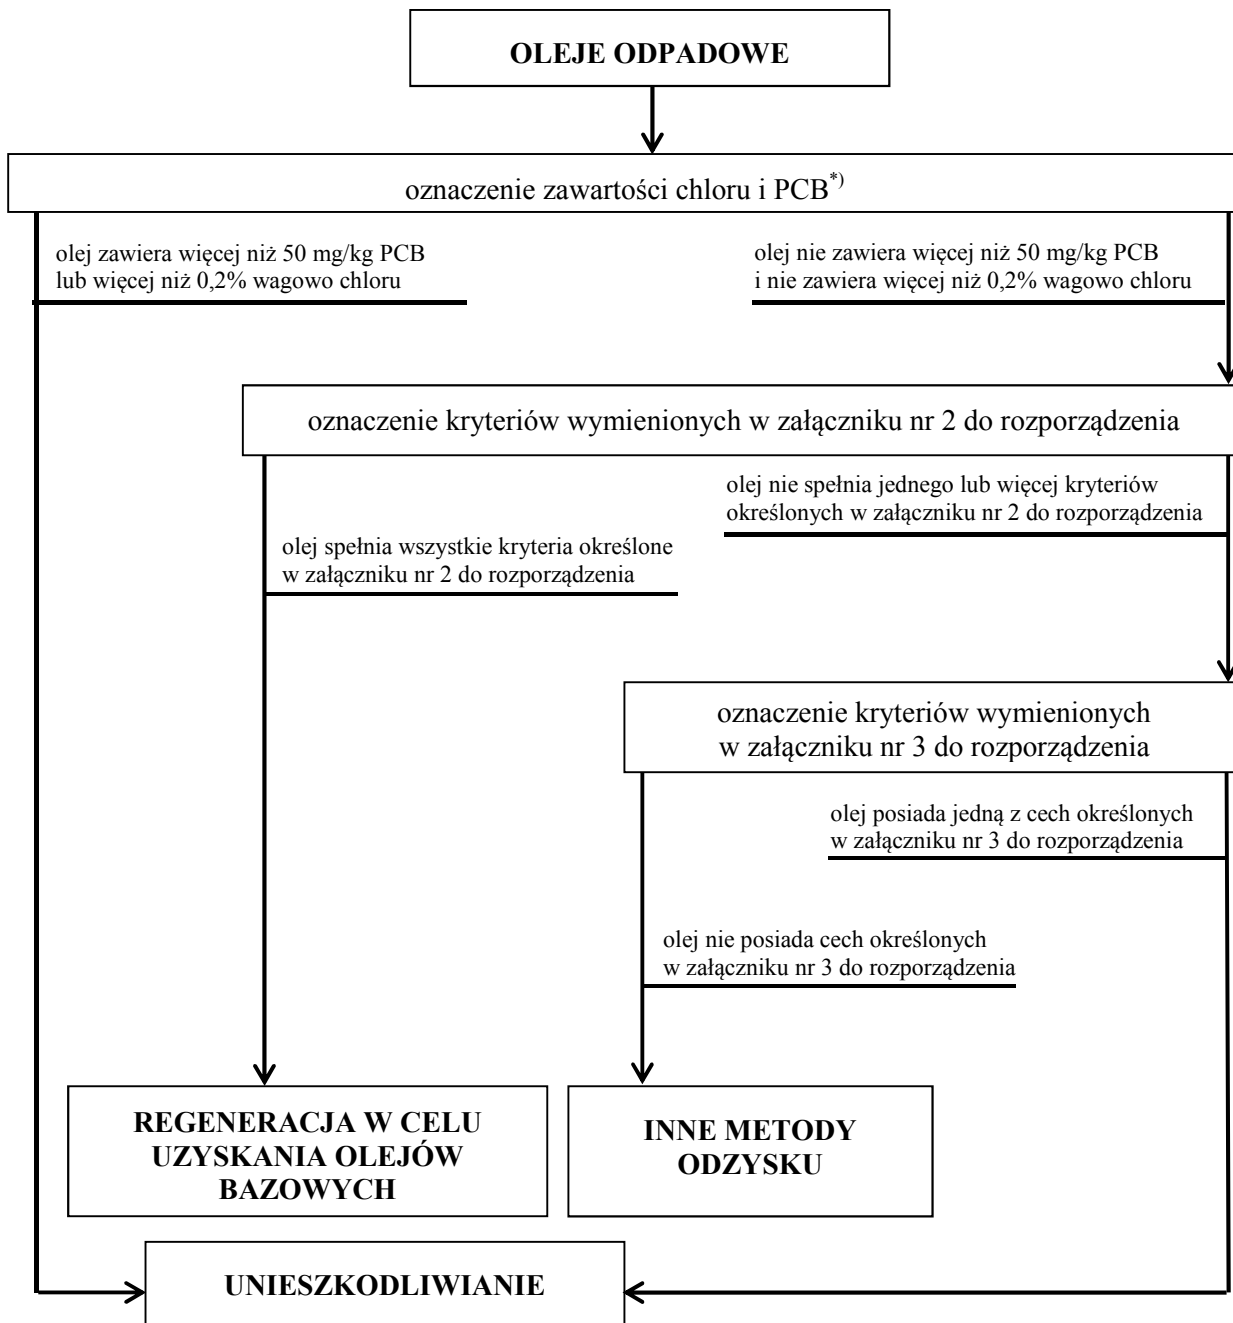 OLEJE ODPADOWE
oznaczenie zawartości chloru i PCB*)
olej zawiera więcej niż 50 mg/kg PCB
lub więcej niż 0,2% wagowo chloru
olej nie zawiera więcej niż 50 mg/kg PCB
i nie zawiera więcej niż 0,2% wagowo chloru
oznaczenie kryteriów wymienionych w załączniku nr 2 do rozporządzenia
olej nie spełnia jednego lub więcej kryteriów
określonych w załączniku nr 2 do rozporządzenia
olej spełnia wszystkie kryteria określone
w załączniku nr 2 do rozporządzenia
oznaczenie kryteriów wymienionych
w załączniku nr 3 do rozporządzenia
olej posiada jedną z cech określonych
w załączniku nr 3 do rozporządzenia
olej nie posiada cech określonych
w załączniku nr 3 do rozporządzenia
REGENERACJA W CELU
UZYSKANIA OLEJÓW
BAZOWYCH
INNE METODY
ODZYSKU
UNIESZKODLIWIANIE